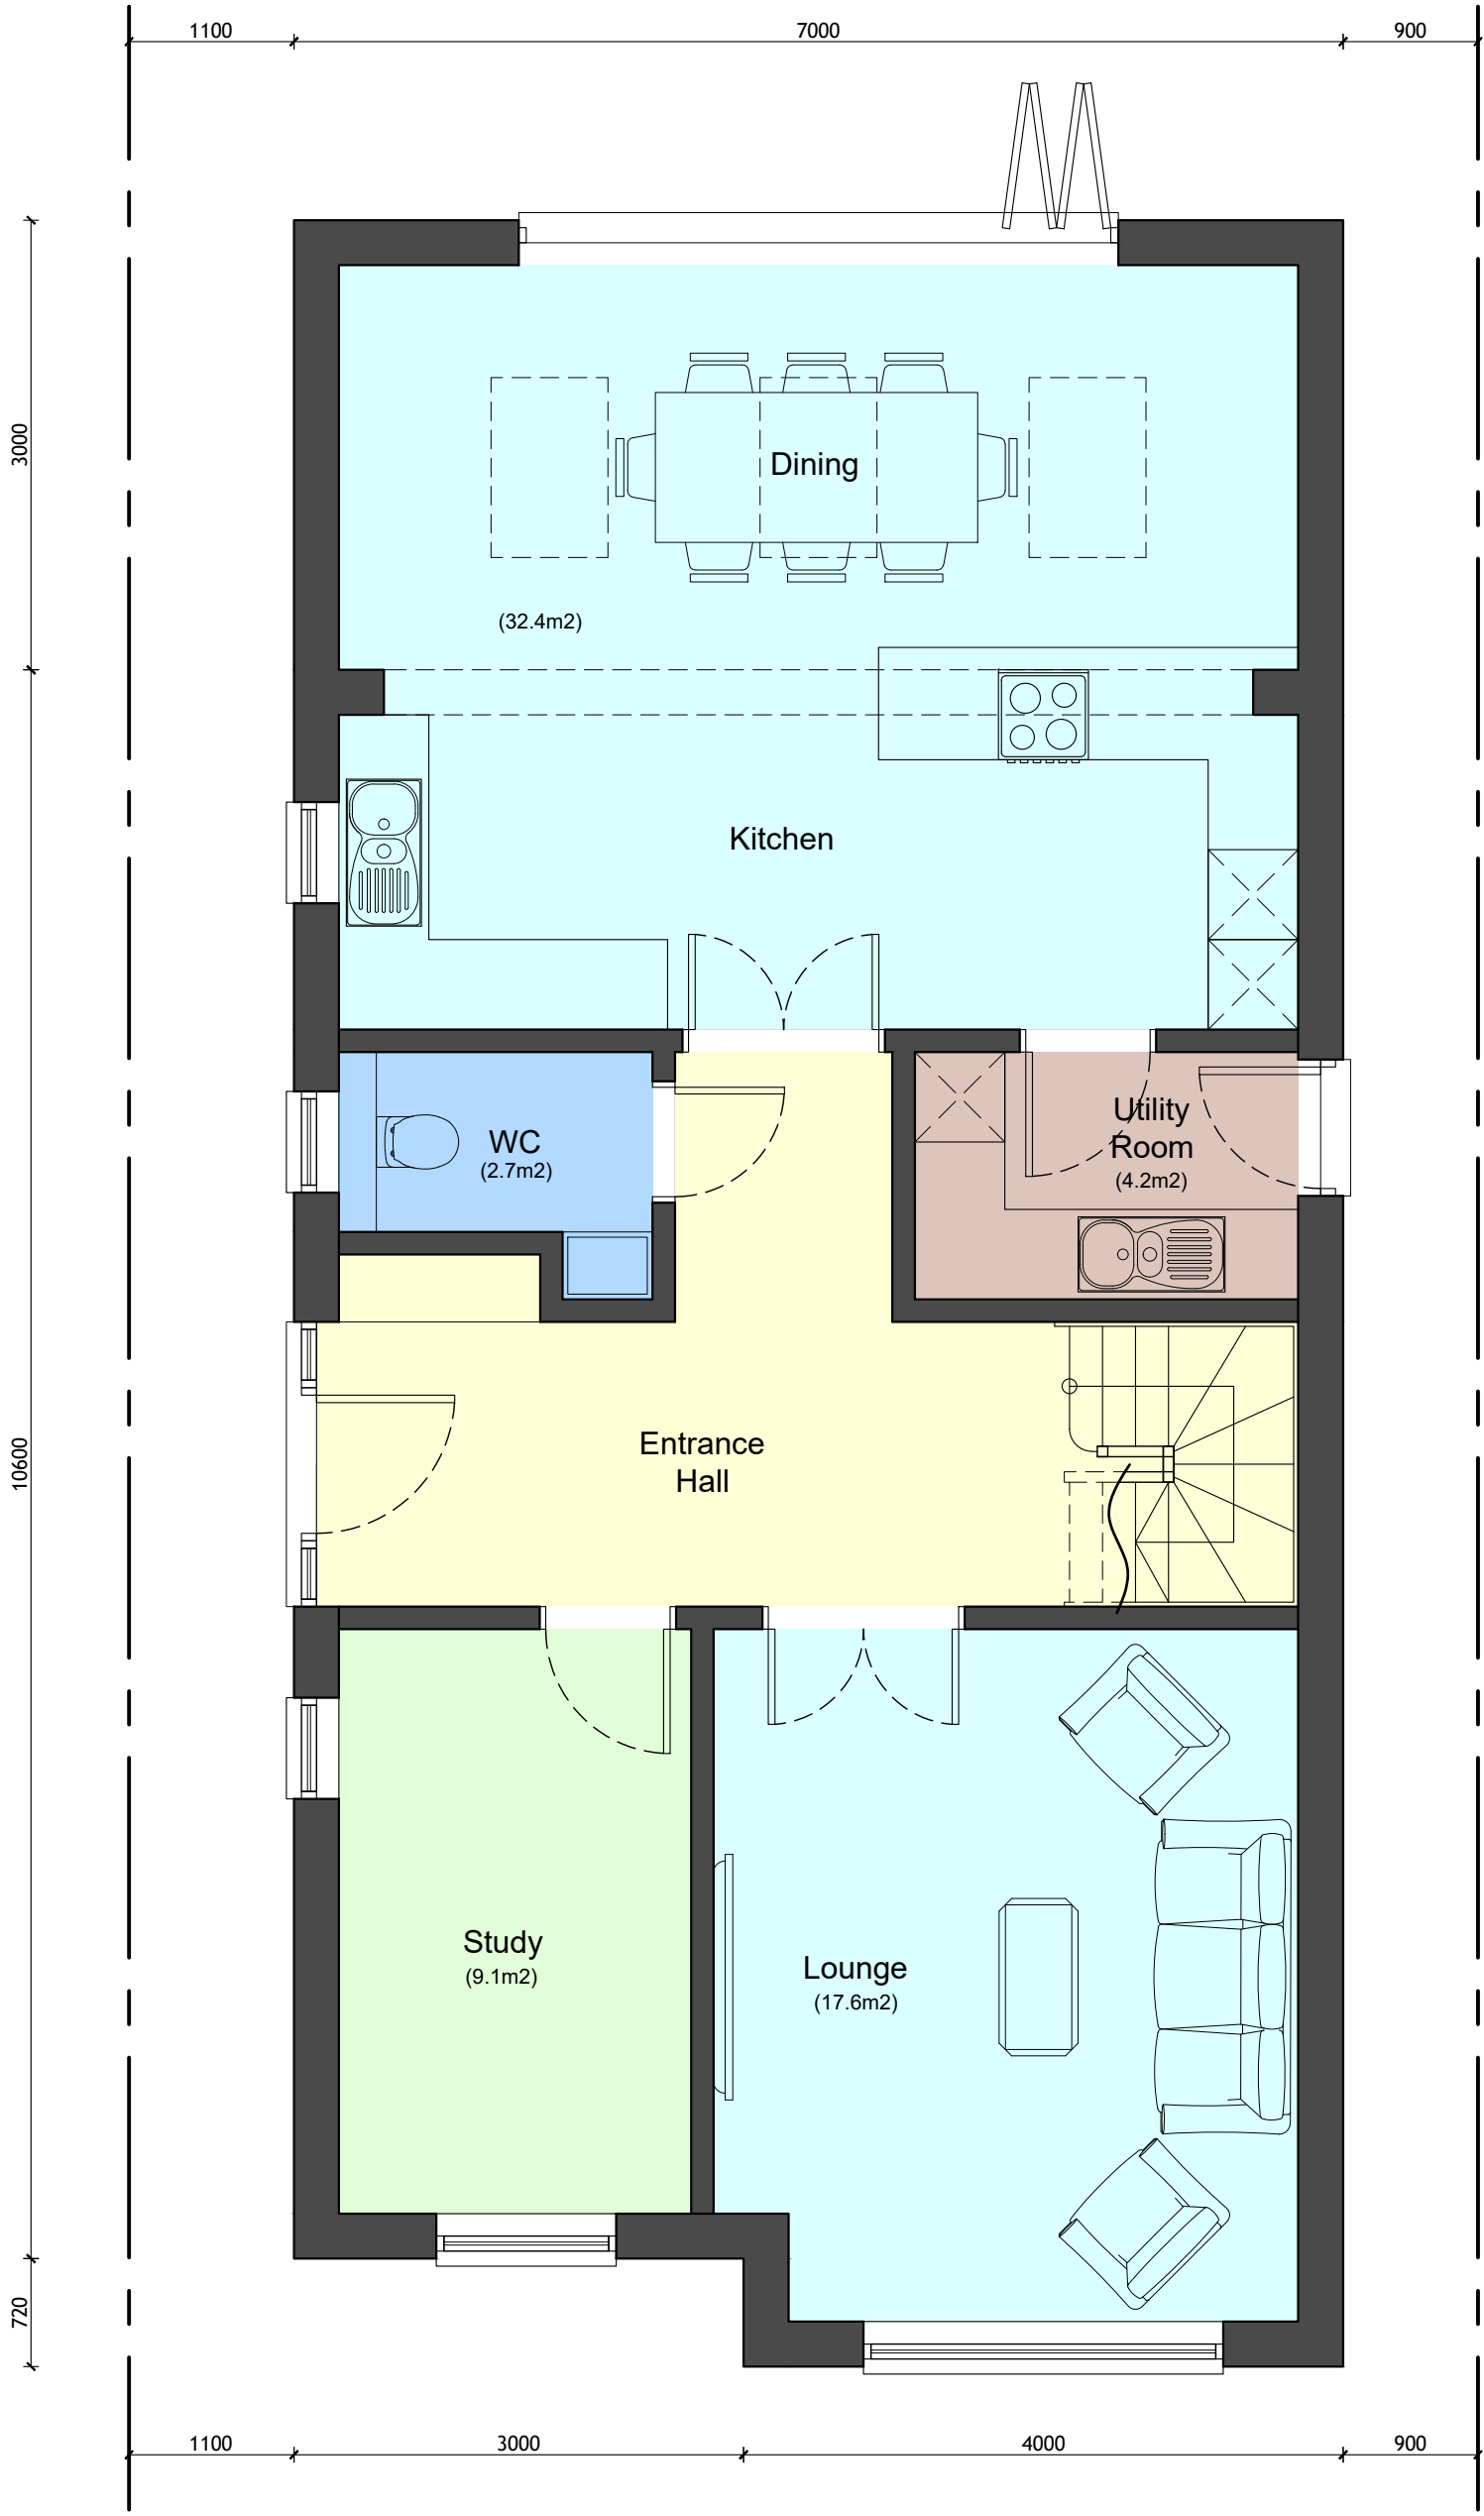 1100 7000 900
3000
Dining
(32.4m2)
Kitchen
WC
(2.7m2)
Utility
Room
(4.2m2)
10600
Entrance
Hall
Study
(9.1m2)
Lounge
(17.6m2)
720
1100 3000 4000 900